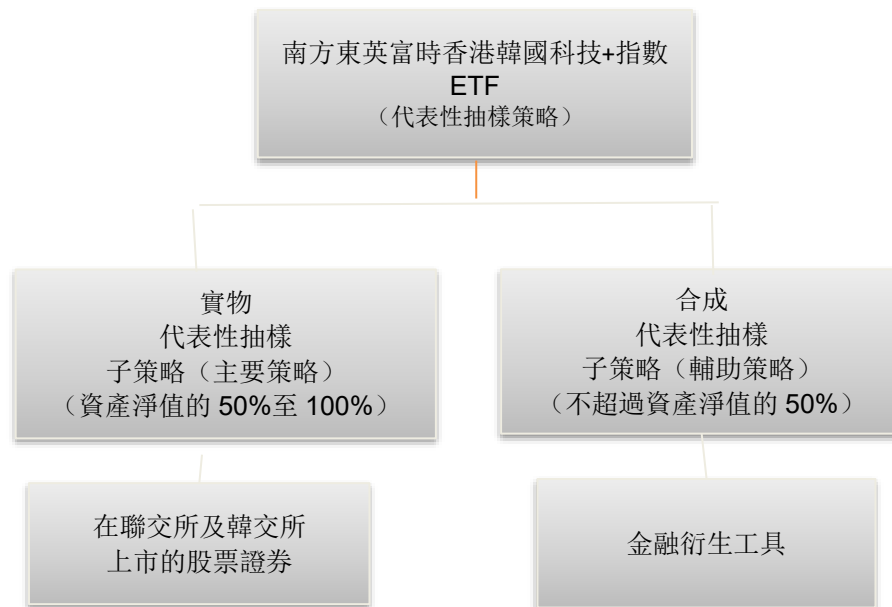 南方東英富時香港韓國科技+指數
ETF
（代表性抽樣策略）
實物
代表性抽樣
子策略（主要策略）
（資產淨值的 50%至 100%）
合成
代表性抽樣
子策略（輔助策略）
（不超過資產淨值的 50%）
在聯交所及韓交所
上市的股票證券
金融衍生工具